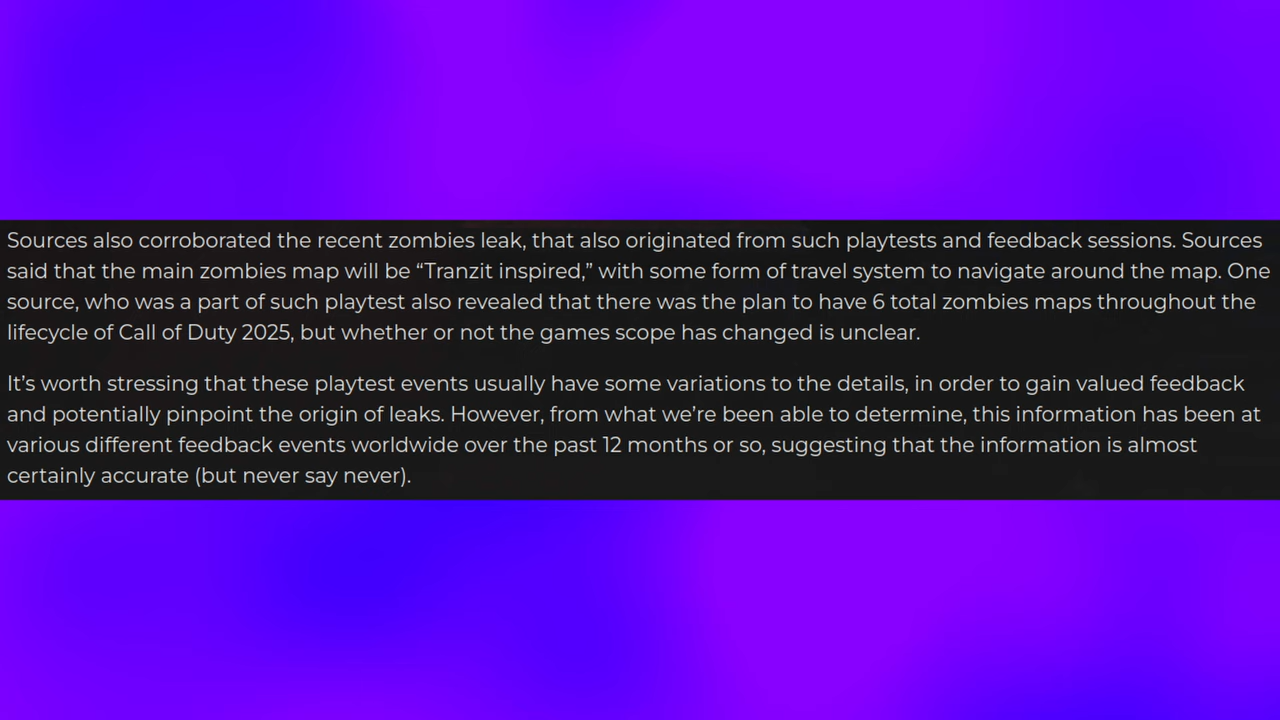 Sources also corroborated the recent zombies leak, that also originated from such playtests and feedback sessions. Sources
said that the main zombies map will be “Tranzit inspired,” with some form of travel system to navigate around the map. One
source, who was a part of such playtest also revealed that there was the plan to have 6 total zombies maps throughout the
lifecycle of Call of Duty 2025, but whether or not the games scope has changed is unclear.
It’s worth stressing that these playtest events usually have some variations to the details, in order to gain valued feedback
and potentially pinpoint the origin of leaks. However, from what we’re been able to determine, this information has been at
various different feedback events worldwide over the past 12 months or so, suggesting that the information is almost
certainly accurate (but never say never).